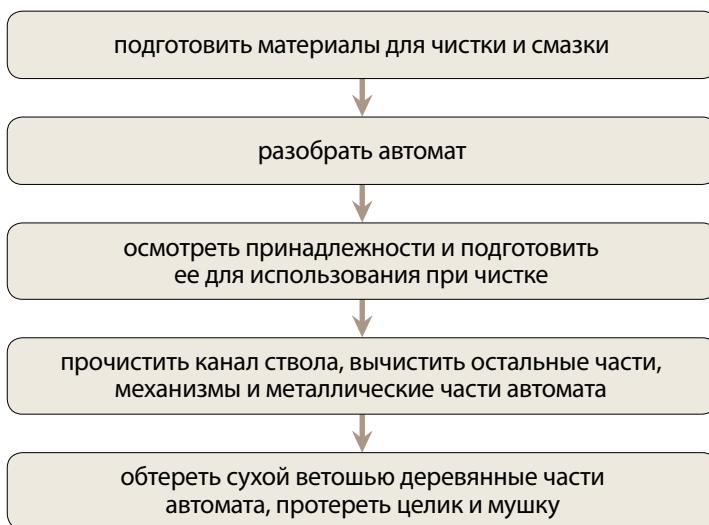 подготовить материалы для чистки и смазки
разобрать автомат
осмотреть принадлежности и подготовить
ее для использования при чистке
прочистить канал ствола, вычистить остальные части,
механизмы и металлические части автомата
обтереть сухой ветошью деревянные части
автомата, протереть целик и мушку